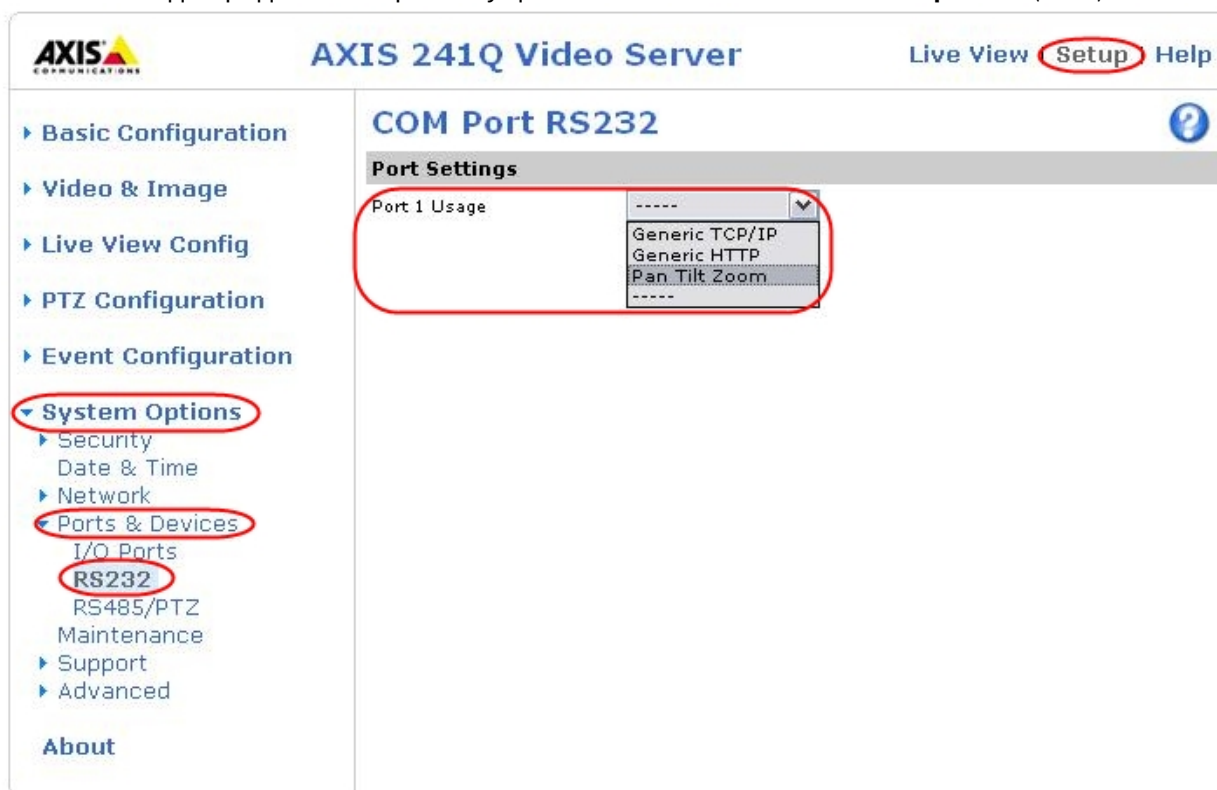 AXIS
COMMUNICATIONS
AXIS 241Q Video Server
Live View | Setup | Help
Basic Configuration
Video & Image
Live View Config
PTZ Configuration
Event Configuration
System Options
Security
Date & Time
Network
Ports & Devices
I/O Ports
RS232
RS485/PTZ
Maintenance
Support
Advanced
About
COM Port RS232
?
Port Settings
Port 1 Usage
-----
Generic TCP/IP
Generic HTTP
Pan Tilt Zoom
-----